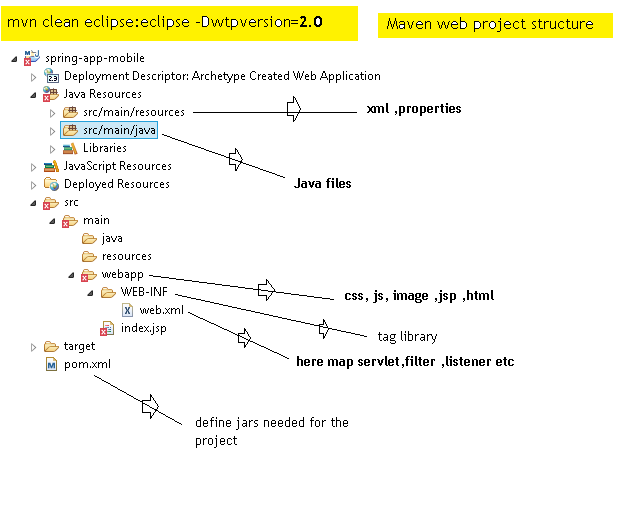 mvn clean eclipse:eclipse -Dwtpversion=2.0
Maven web project structure
spring-app-mobile
Deployment Descriptor: Archetype Created Web Application
Java Resources
src/main/resources
xml ,properties
src/main/java
Libraries
Java files
JavaScript Resources
Deployed Resources
src
main
java
resources
webapp
css, js, image ,jsp ,html
WEB-INF
web.xml
index.jsp
tag library
target
here map servlet,filter ,listener etc
pom.xml
define jars needed for the
project